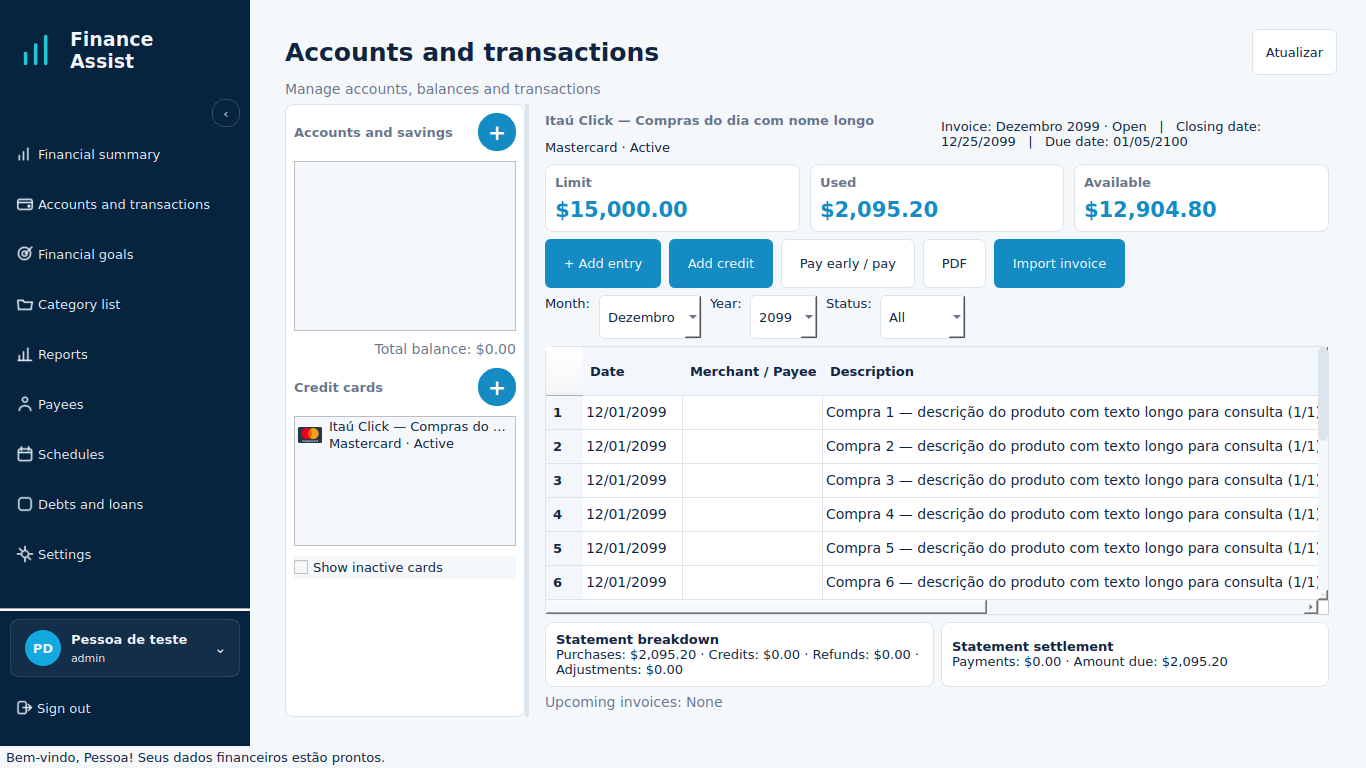 Finance
Assist
‹
Financial summary
Accounts and transactions
Financial goals
Category list
Reports
Payees
Schedules
Debts and loans
Settings
PD
Pessoa de teste
admin
Sign out
Accounts and transactions
Atualizar
Manage accounts, balances and transactions
Accounts and savings
+
Total balance: $0.00
Credit cards
+
Itaú Click — Compras do ...
Mastercard · Active
Show inactive cards
Itaú Click — Compras do dia com nome longo
Mastercard · Active
Invoice: Dezembro 2099 · Open | Closing date:
12/25/2099 | Due date: 01/05/2100
Limit
$15,000.00
Used
$2,095.20
Available
$12,904.80
+ Add entry
Add credit
Pay early / pay
PDF
Import invoice
Month:
Dezembro
Year:
2099
Status:
All
Date Merchant / Payee Description
1 12/01/2099 Compra 1 — descrição do produto com texto longo para consulta (1/1)
2 12/01/2099 Compra 2 — descrição do produto com texto longo para consulta (1/1)
3 12/01/2099 Compra 3 — descrição do produto com texto longo para consulta (1/1)
4 12/01/2099 Compra 4 — descrição do produto com texto longo para consulta (1/1)
5 12/01/2099 Compra 5 — descrição do produto com texto longo para consulta (1/1)
6 12/01/2099 Compra 6 — descrição do produto com texto longo para consulta (1/1)
Statement breakdown
Purchases: $2,095.20 · Credits: $0.00 · Refunds: $0.00 ·
Adjustments: $0.00
Statement settlement
Payments: $0.00 · Amount due: $2,095.20
Upcoming invoices: None
Bem-vindo, Pessoa! Seus dados financeiros estão prontos.